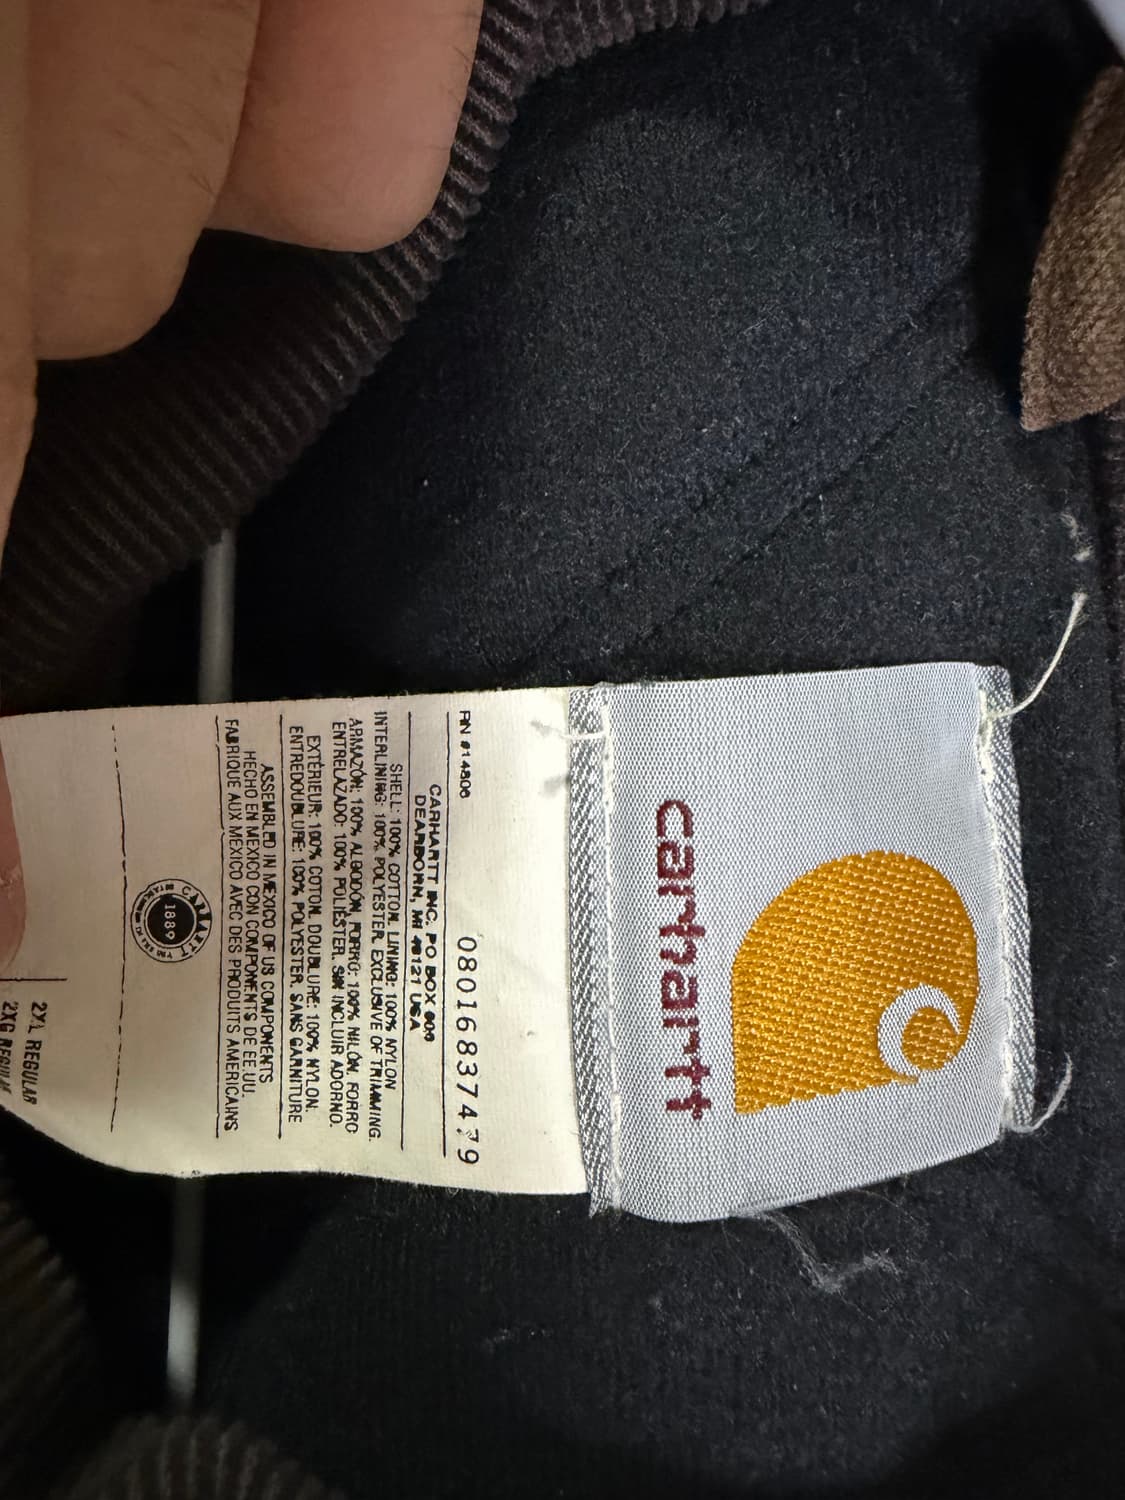 carhartt
080168374?9
RN #14806
CARHARTT INC. PO BOX 600
DEARBORN, MI 48121 USA
SHELL: 100% COTTON. LINING: 100% NYLON
INTERLINING: 100% POLYESTER. EXCLUSIVE OF TRIMMING.
ARMAZÓN: 100% ALGODÓN. FORRO: 100% NILÓN. FORRO
ENTRELAZADO: 100% POLIÉSTER. SIN INCLUIR ADORNO.
EXTÉRIEUR: 100% COTON. DOUBLURE: 100% NYLON.
ENTREDOUBLURE: 100% POLYESTER. SANS GARNITURE
ASSEMBLED IN MEXICO OF US COMPONENTS
HECHO EN MEXICO CON COMPONENTS DE EE.UU.
FABRIQUE AUX MEXICO AVEC DES PRODUITS AMERICAINS
CARHARTT
1889
2XL REGULAR
2XG REGULAR